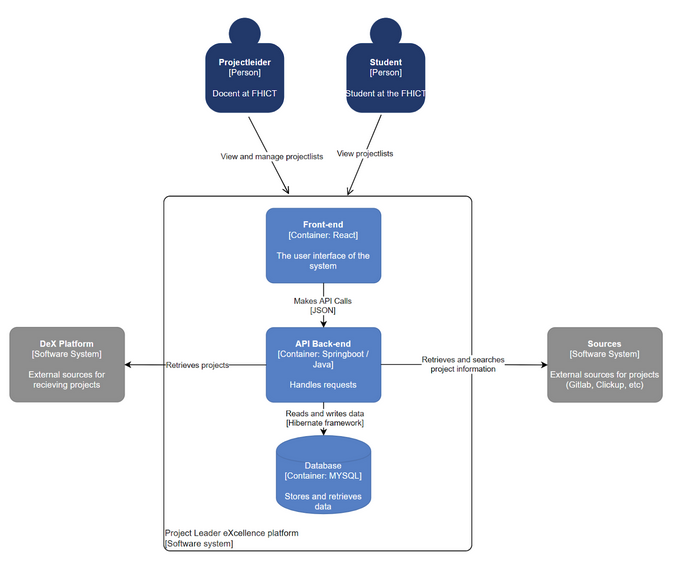 Projectleider
[Person]
Docent at FHICT
Student
[Person]
Student at the FHICT
View and manage projectlists
View projectlists
Front-end
[Container: React]
The user interface of the
system
Makes API Calls
[JSON]
DeX Platform
[Software System]
External sources for
recieving projects
Retrieves projects
API Back-end
[Container: Springboot /
Java]
Handles requests
Retrieves and searches
project information
Sources
[Software System]
External sources for projects
(Gitlab, Clickup, etc)
Reads and writes data
[Hibernate framework]
Database
[Container: MYSQL]
Stores and retrieves
data
Project Leader eXcellence platform
[Software system]